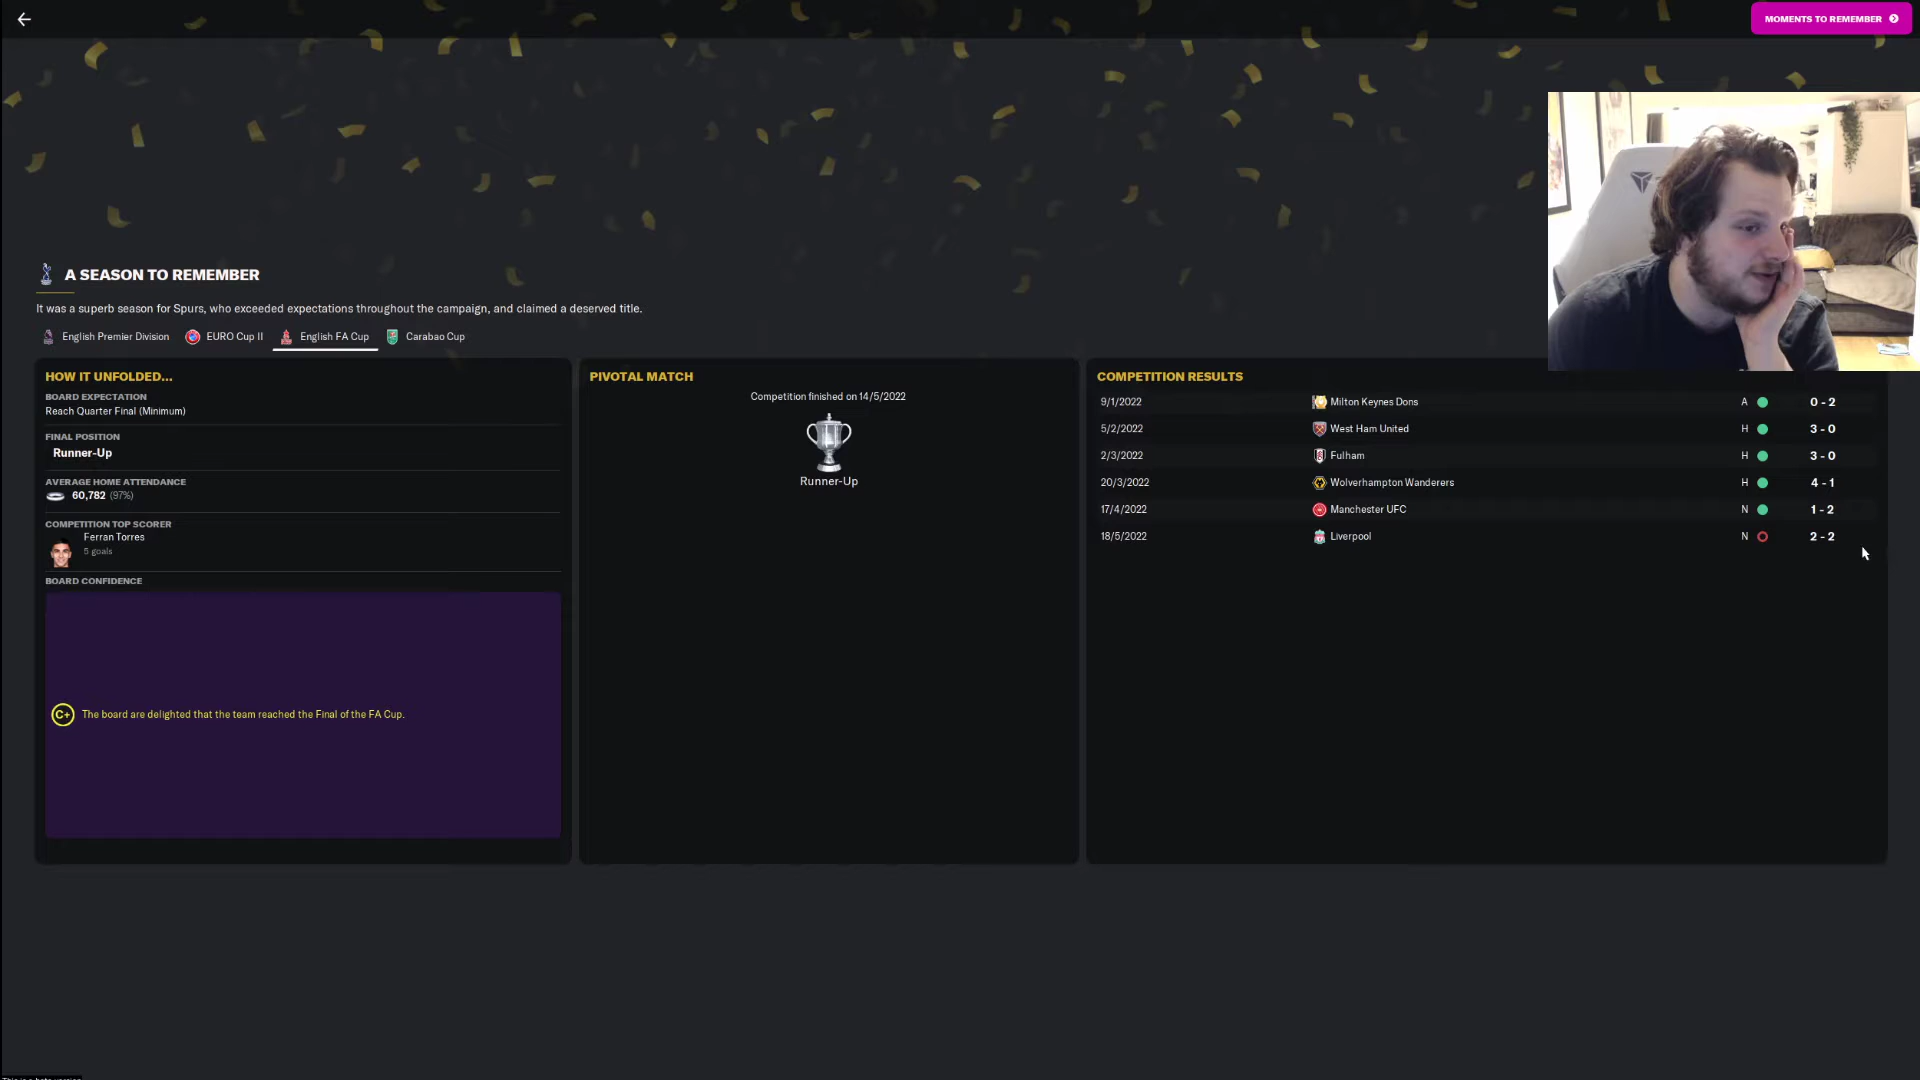 MOMENTS TO REMEMBER
A SEASON TO REMEMBER
It was a superb season for Spurs, who exceeded expectations throughout the campaign, and claimed a deserved title.
English Premier Division EURO Cup II English FA Cup Carabao Cup
HOW IT UNFOLDED...
BOARD EXPECTATION
Reach Quarter Final (Minimum)
FINAL POSITION
Runner-Up
AVERAGE HOME ATTENDANCE
60,782 (97%)
COMPETITION TOP SCORER
Ferran Torres
5 goals
BOARD CONFIDENCE
C+ The board are delighted that the team reached the Final of the FA Cup.
PIVOTAL MATCH
Competition finished on 14/5/2022
Runner-Up
COMPETITION RESULTS
9/1/2022 Milton Keynes Dons A 0 - 2
5/2/2022 West Ham United H 3 - 0
2/3/2022 Fulham H 3 - 0
20/3/2022 Wolverhampton Wanderers H 4 - 1
17/4/2022 Manchester UFC N 1 - 2
18/5/2022 Liverpool N 2 - 2